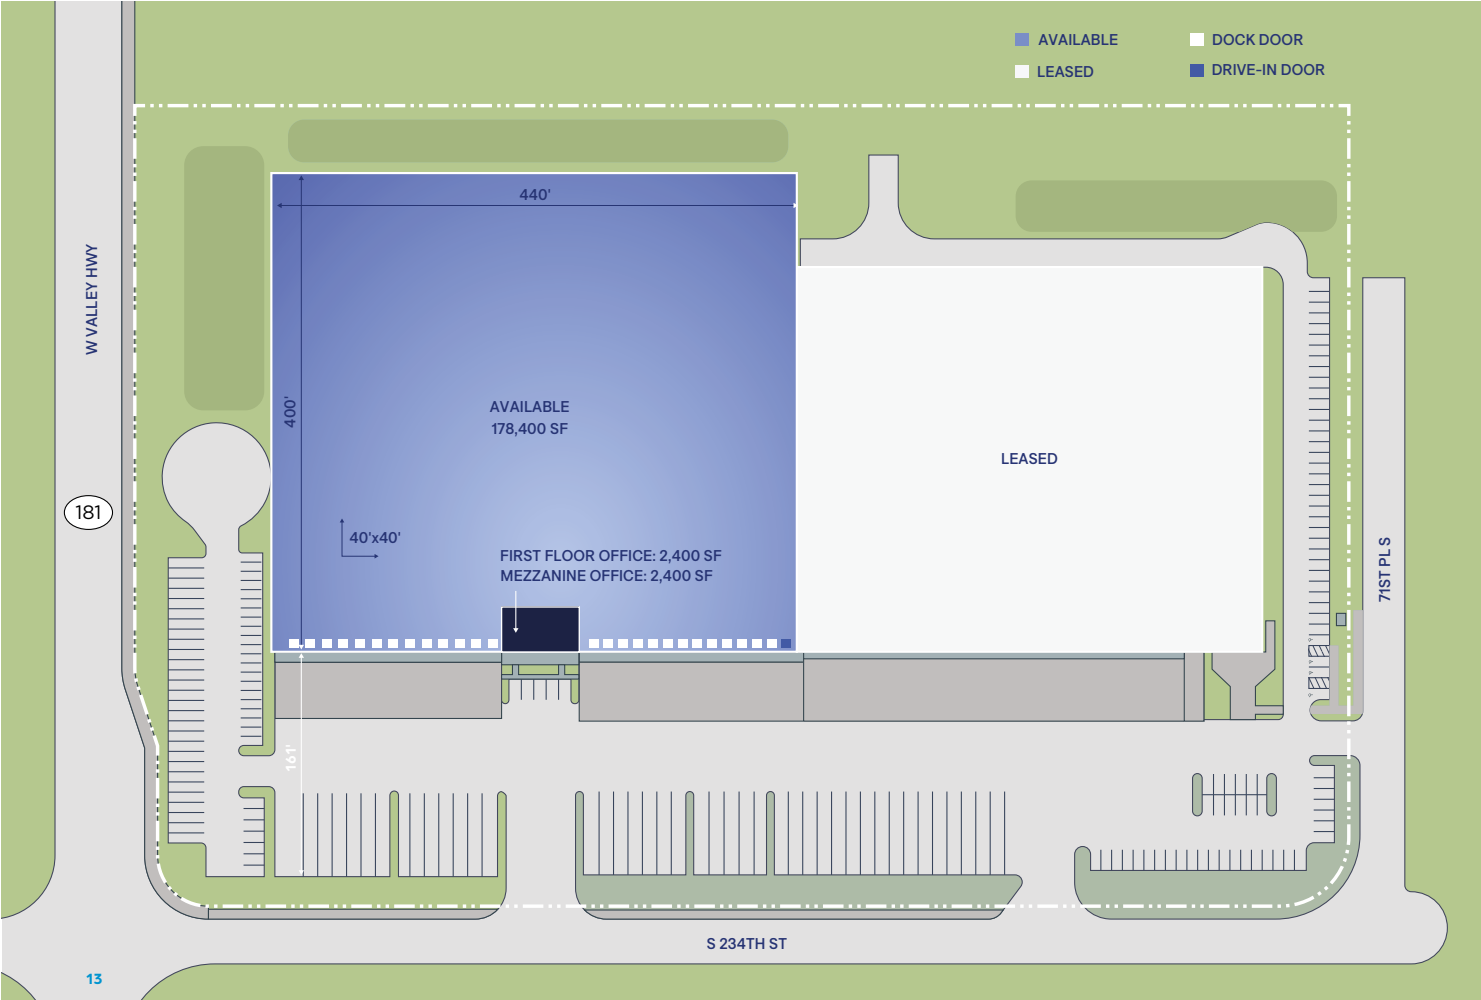 AVAILABLE
DOCK DOOR
LEASED
DRIVE-IN DOOR
440'
W VALLEY HWY
400'
AVAILABLE
178,400 SF
LEASED
181
40'x40'
FIRST FLOOR OFFICE: 2,400 SF
MEZZANINE OFFICE: 2,400 SF
71ST PL S
161'
S 234TH ST
13